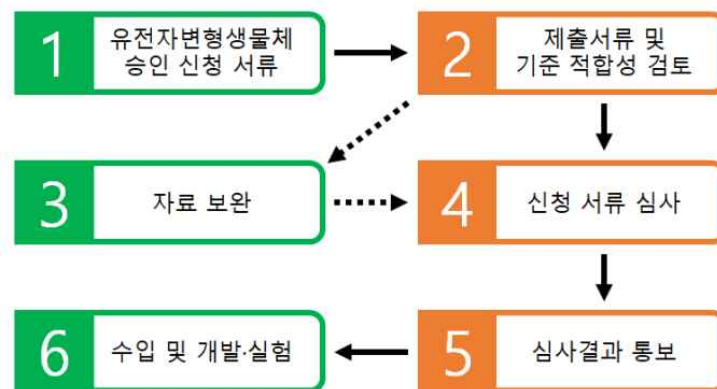 1
유전자변형생물체
승인 신청 서류
2
제출서류 및
기준 적합성 검토
3
자료 보완
4
신청 서류 심사
6
수입 및 개발·실험
5
심사결과 통보